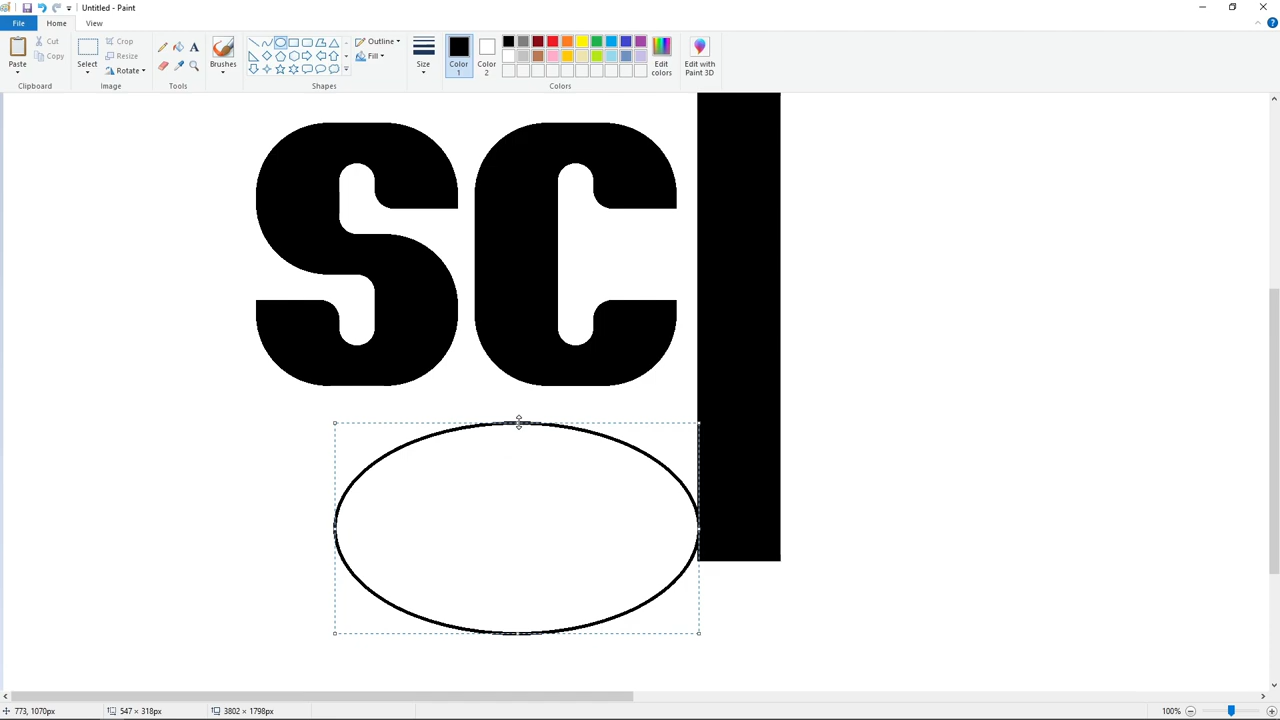 Untitled - Paint
File Home View
Paste Cut Copy Clipboard
Select Crop Resize Rotate Image
Tools
Brushes
Shapes Outline Fill
Size
Color 1 Color 2 Colors
Edit colors
Edit with Paint 3D
SC
773, 1070px 547 × 318px 3802 × 1798px 100%